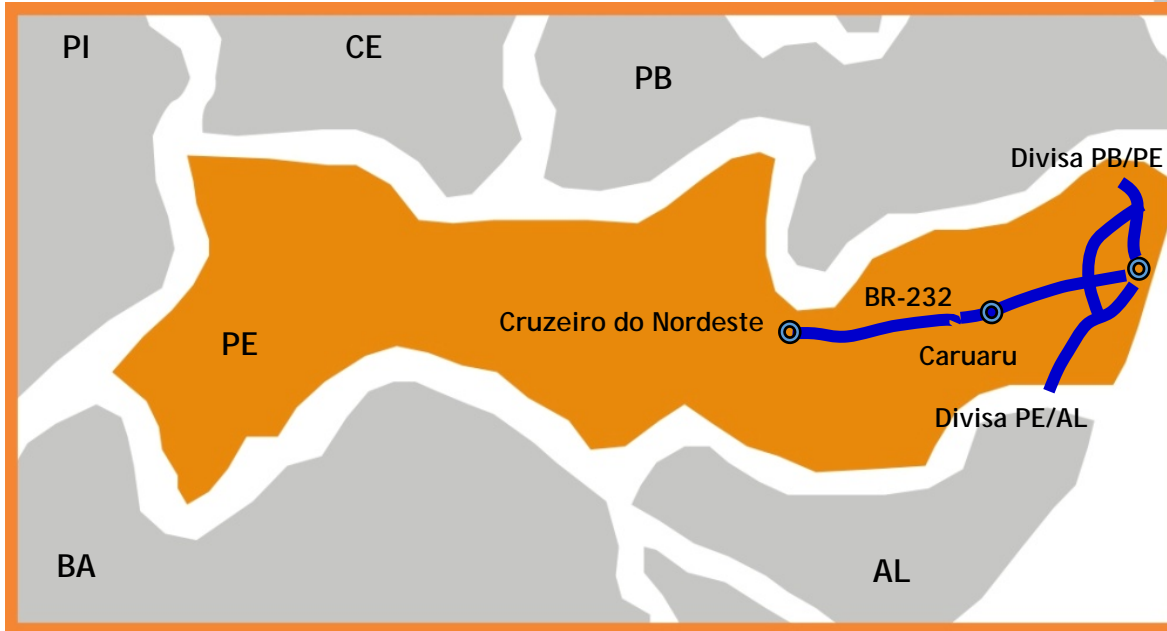 PI
CE
PB
Divisa PB/PE
BR-232
Cruzeiro do Nordeste
PE
Caruaru
Divisa PE/AL
BA
AL